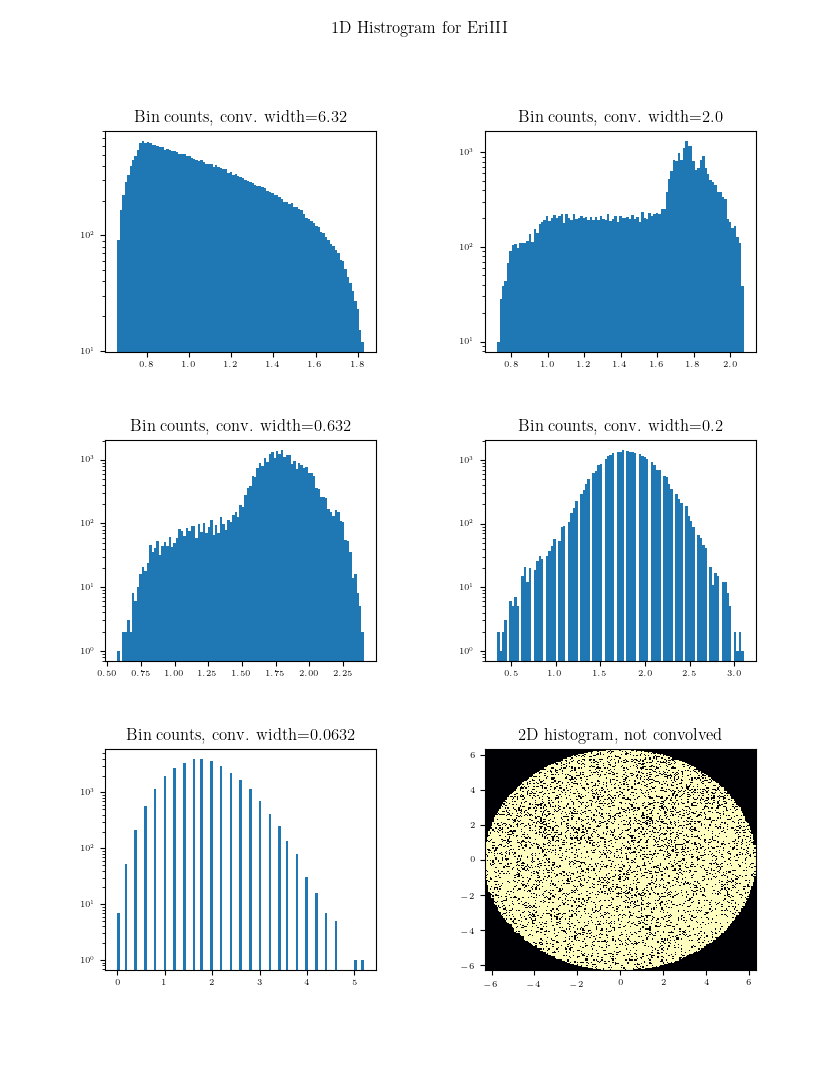 1D Histrogram for EriIII
Bin counts, conv. width=6.32
10²
10¹
0.8 1.0 1.2 1.4 1.6 1.8
Bin counts, conv. width=2.0
10³
10²
10¹
0.8 1.0 1.2 1.4 1.6 1.8 2.0
Bin counts, conv. width=0.632
10³
10²
10¹
10⁰
0.50 0.75 1.00 1.25 1.50 1.75 2.00 2.25
Bin counts, conv. width=0.2
10³
10²
10¹
10⁰
0.5 1.0 1.5 2.0 2.5 3.0
Bin counts, conv. width=0.0632
10³
10²
10¹
10⁰
0 1 2 3 4 5
2D histogram, not convolved
6
4
2
0
−2
−4
−6
−6 −4 −2 0 2 4 6